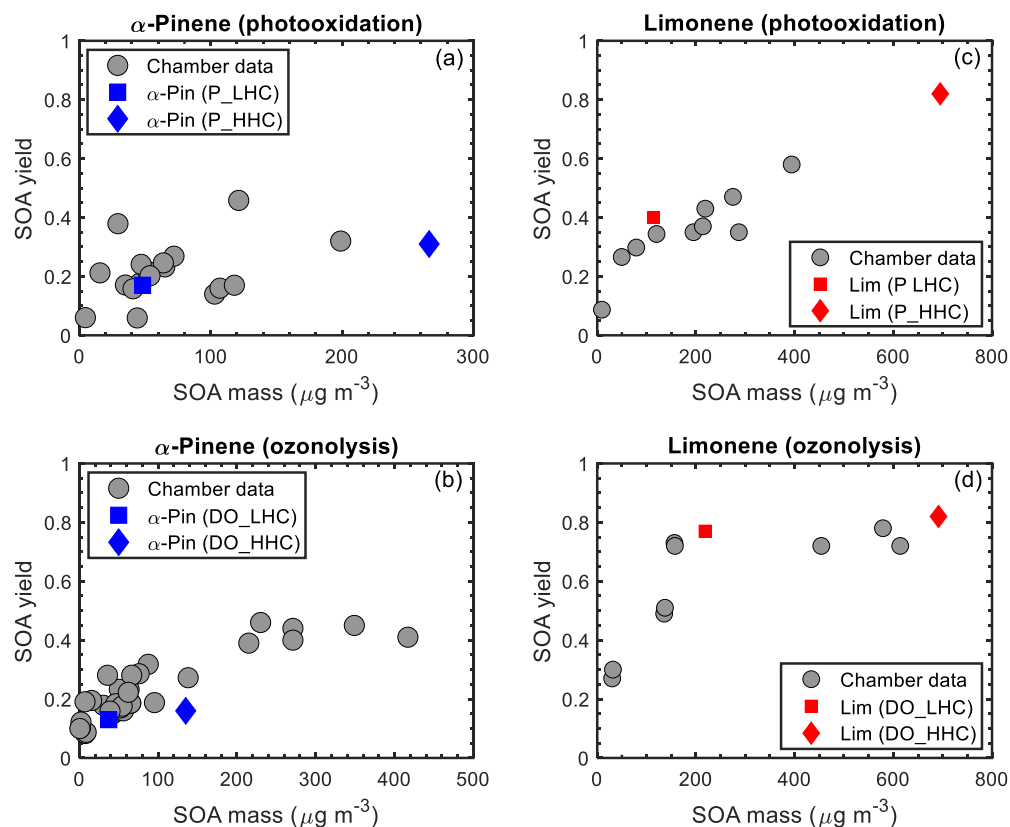 α-Pinene (photooxidation)
(a)
Chamber data
α-Pin (P_LHC)
α-Pin (P_HHC)
1
0.8
0.6
0.4
0.2
0
SOA yield
0 100 200 300
SOA mass (μg m⁻³)
Limonene (photooxidation)
(c)
1
0.8
0.6
0.4
0.2
0
SOA yield
Chamber data
Lim (P LHC)
Lim (P_HHC)
0 200 400 600 800
SOA mass (μg m⁻³)
α-Pinene (ozonolysis)
(b)
Chamber data
α-Pin (DO_LHC)
α-Pin (DO_HHC)
1
0.8
0.6
0.4
0.2
0
SOA yield
0 100 200 300 400 500
SOA mass (μg m⁻³)
Limonene (ozonolysis)
(d)
1
0.8
0.6
0.4
0.2
0
SOA yield
Chamber data
Lim (DO_LHC)
Lim (DO_HHC)
0 200 400 600 800
SOA mass (μg m⁻³)